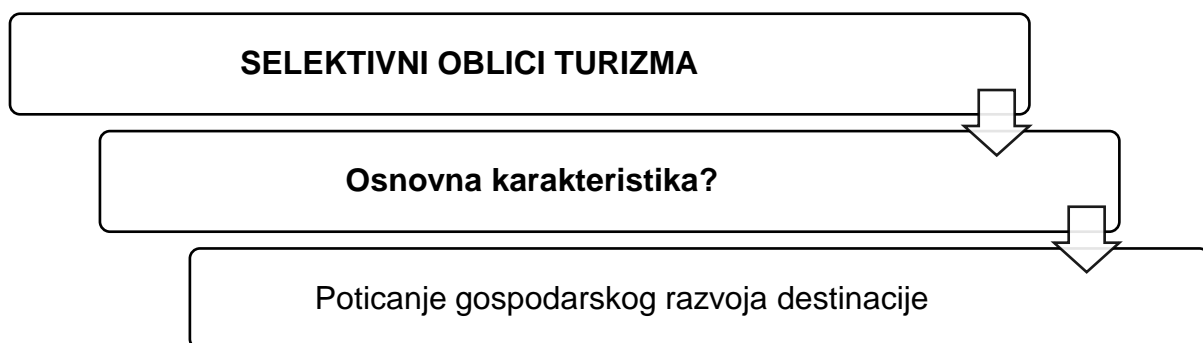 SELEKTIVNI OBLICI TURIZMA
Osnovna karakteristika?
Poticanje gospodarskog razvoja destinacije